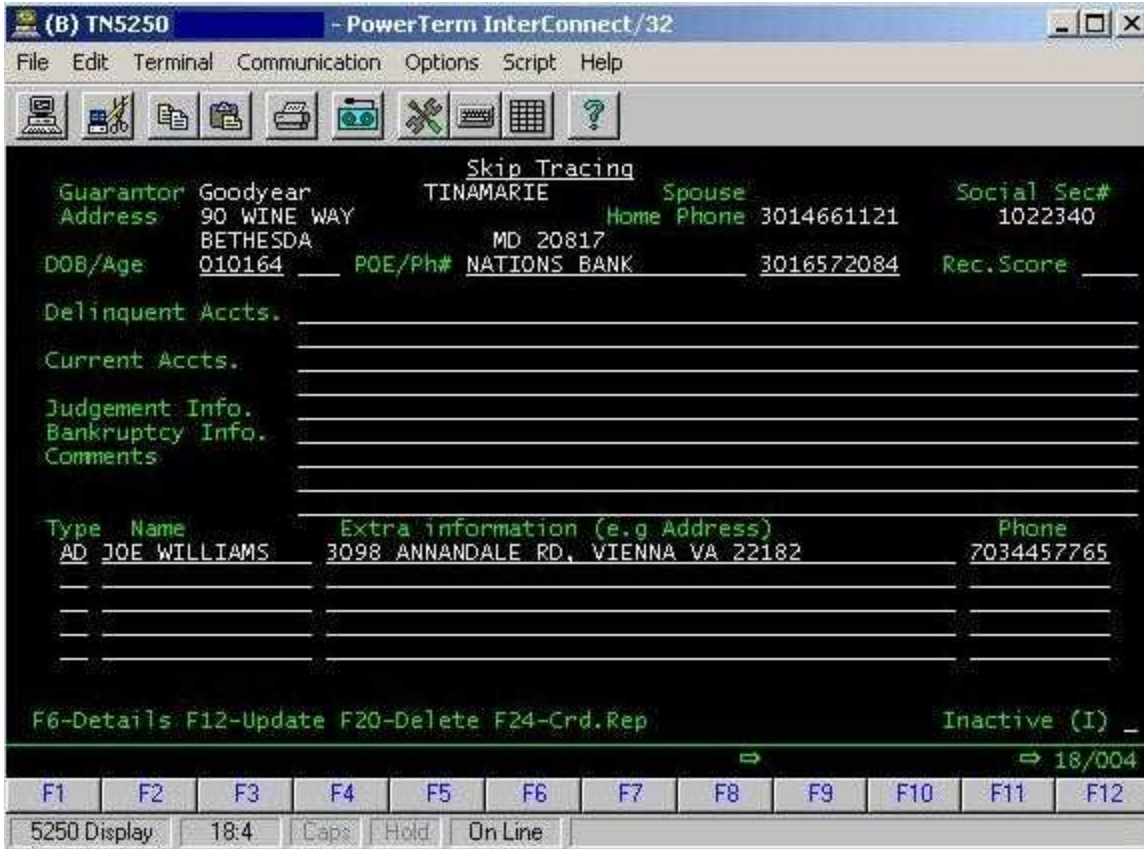 (B) TN5250 - PowerTerm InterConnect/32
File Edit Terminal Communication Options Script Help
Skip Tracing
Guarantor Goodyear TINAMARIE Spouse Social Sec#
Address 90 WINE WAY Home Phone 3014661121 1022340
BETHESDA MD 20817
DOB/Age 010164 POE/Ph# NATIONS BANK 3016572084 Rec.Score
Delinquent Accts.
Current Accts.
Judgement Info.
Bankruptcy Info.
Comments
Type Name Extra information (e.g Address) Phone
AD JOE WILLIAMS 3098 ANNANDALE RD, VIENNA VA 22182 7034457765
F6-Details F12-Update F20-Delete F24-Crd.Rep Inactive (I)
18/004
F1 F2 F3 F4 F5 F6 F7 F8 F9 F10 F11 F12
5250 Display 18:4 Caps Hold On Line